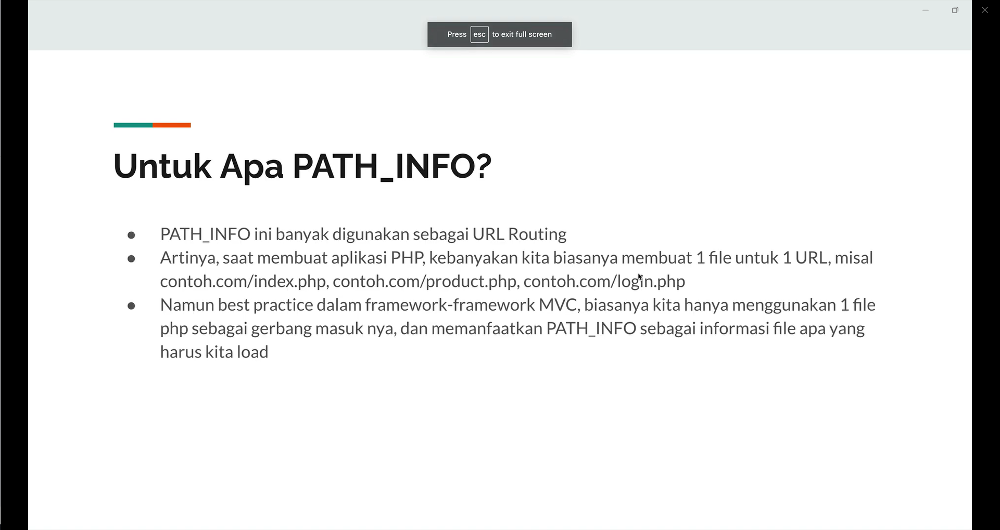 Press esc to exit full screen
Untuk Apa PATH_INFO?
● PATH_INFO ini banyak digunakan sebagai URL Routing
● Artinya, saat membuat aplikasi PHP, kebanyakan kita biasanya membuat 1 file untuk 1 URL, misal
contoh.com/index.php, contoh.com/product.php, contoh.com/login.php
● Namun best practice dalam framework-framework MVC, biasanya kita hanya menggunakan 1 file
php sebagai gerbang masuk nya, dan memanfaatkan PATH_INFO sebagai informasi file apa yang
harus kita load